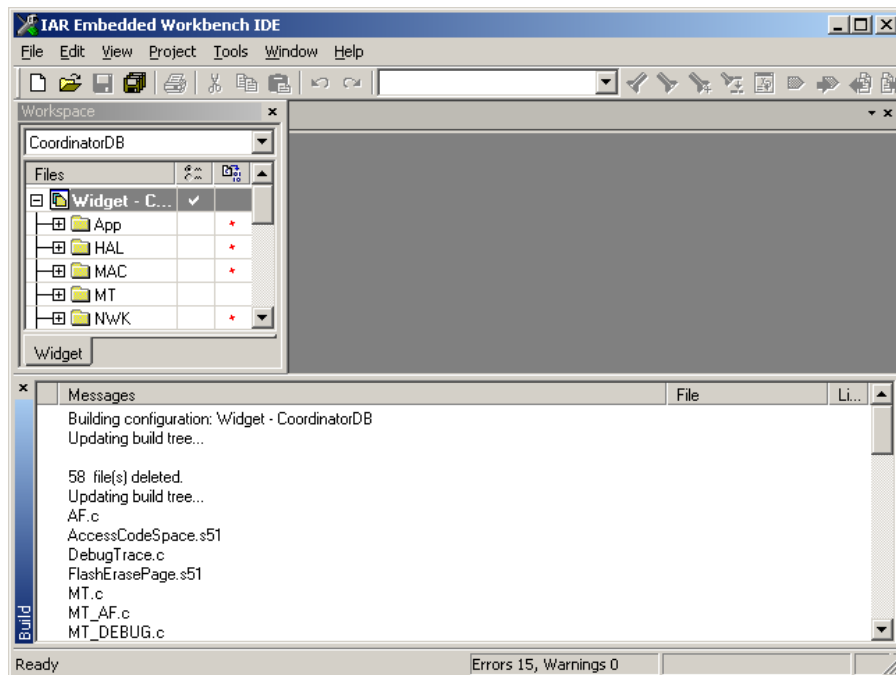 IAR Embedded Workbench IDE
File Edit View Project Tools Window Help
Workspace
CoordinatorDB
Files
Widget - C...
App
HAL
MAC
MT
NWK
Widget
Messages File Li...
Building configuration: Widget - CoordinatorDB
Updating build tree...
58 file(s) deleted.
Updating build tree...
AF.c
AccessCodeSpace.s51
DebugTrace.c
FlashErasePage.s51
MT.c
MT_AF.c
MT_DEBUG.c
Build
Ready Errors 15, Warnings 0